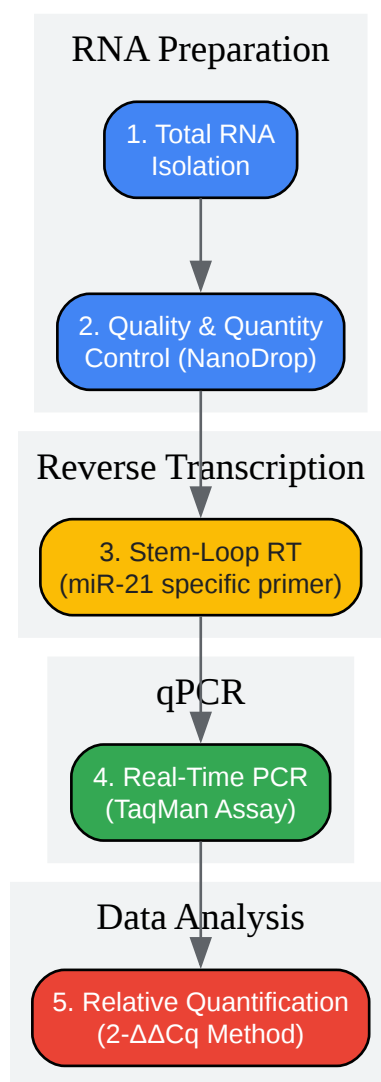 RNA Preparation
1. Total RNA
Isolation
2. Quality & Quantity
Control (NanoDrop)
Reverse Transcription
3. Stem-Loop RT
(miR-21 specific primer)
qPCR
4. Real-Time PCR
(TaqMan Assay)
Data Analysis
5. Relative Quantification
(2-ΔΔCq Method)